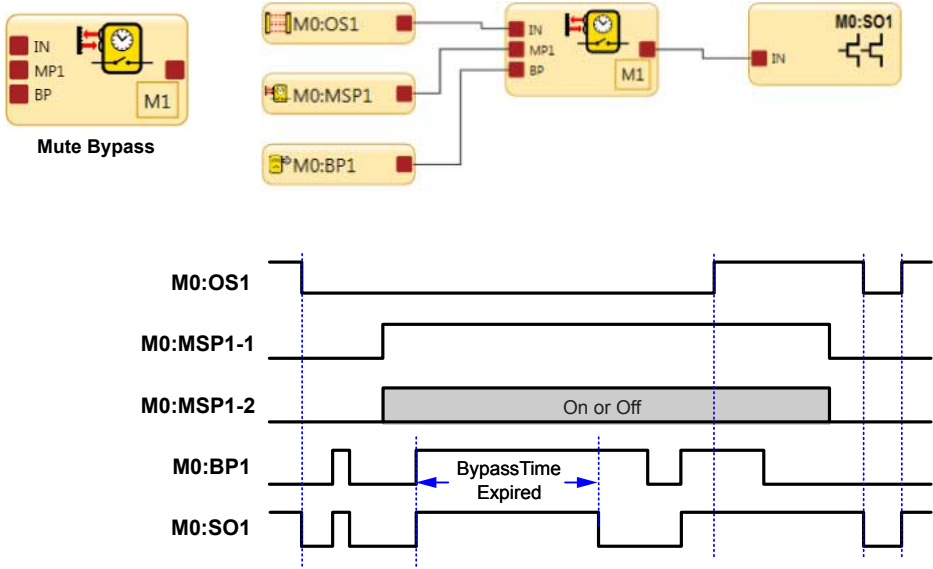 IN
MP1
BP
M1
Mute Bypass
M0:OS1
M0:MSP1
M0:BP1
IN
MP1
BP
M1
M0:SO1
IN
M0:OS1
M0:MSP1-1
M0:MSP1-2
On or Off
M0:BP1
BypassTime
Expired
M0:SO1